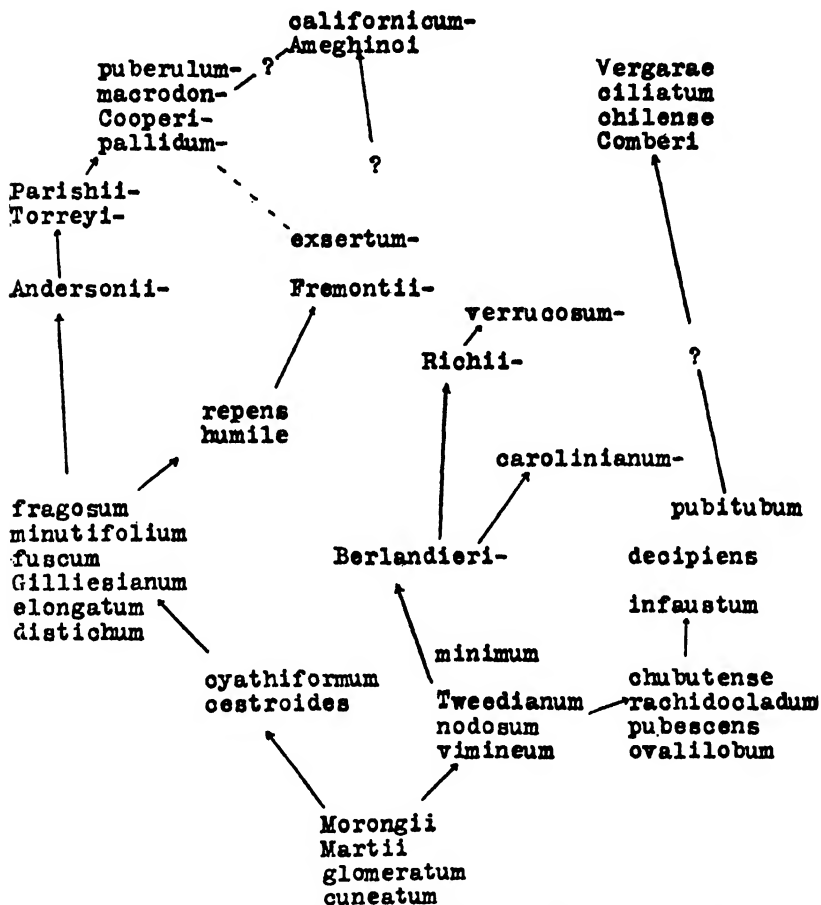 californicum-
Ameghinoi
puberulum- ?
macrodon-
Cooperi-
pallidum-
Vergarae
ciliatum
chilense
Comberi
?
Parishii-
Torreyi-
exsertum-
Andersonii-
Fremontii-
verrucosum-
Richii-
?
repens
humile
carolinianum-
fragosum
minutifolium
fuscum
Gilliesianum
elongatum
distichum
pubitubum
Berlandieri-
decipiens
infaustum
minimum
cyathiformum
cestroides
Tweedianum
nodosum
vimineum
chubutense
rachidocladum
pubescens
ovalilobum
Morongii
Martii
glomeratum
cuneatum